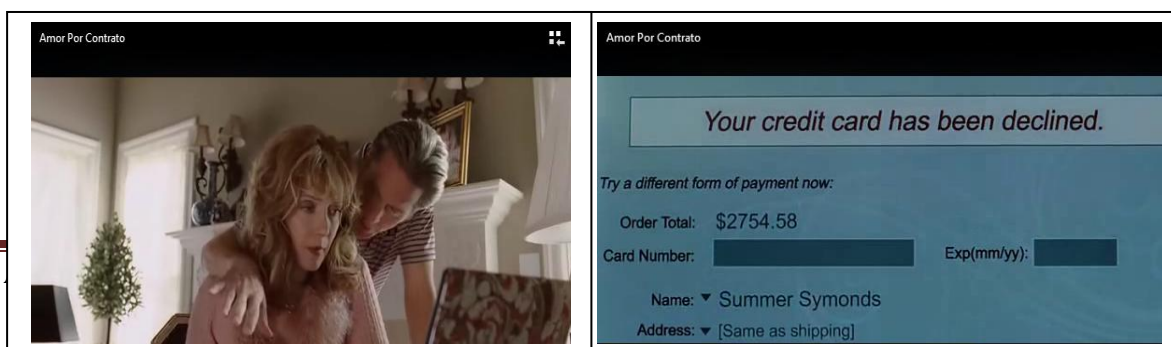 Amor Por Contrato
Amor Por Contrato
Your credit card has been declined.
Try a different form of payment now:
Order Total: $2754.58
Card Number: Exp(mm/yy):
Name: Summer Symonds
Address: [Same as shipping]